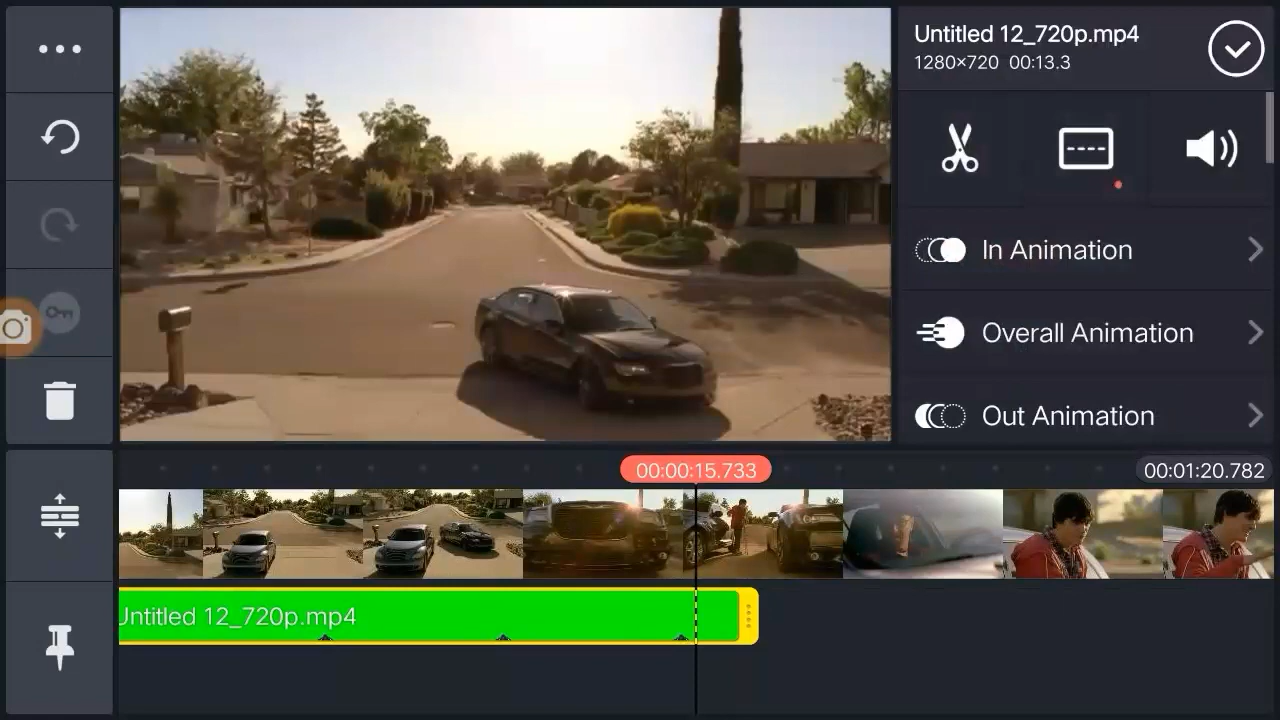 Untitled 12_720p.mp4
1280×720 00:13.3
In Animation
Overall Animation
Out Animation
00:00:15.733
00:01:20.782
Untitled 12_720p.mp4